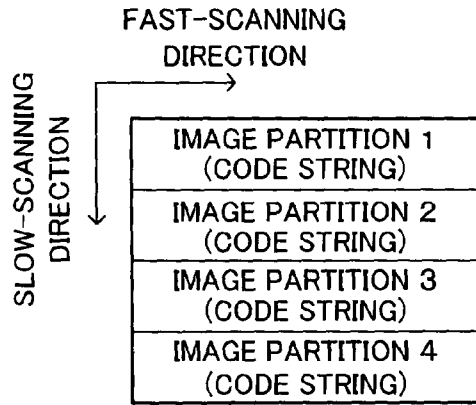 FAST-SCANNING
DIRECTION
SLOW-SCANNING
DIRECTION
IMAGE PARTITION 1
(CODE STRING)
IMAGE PARTITION 2
(CODE STRING)
IMAGE PARTITION 3
(CODE STRING)
IMAGE PARTITION 4
(CODE STRING)